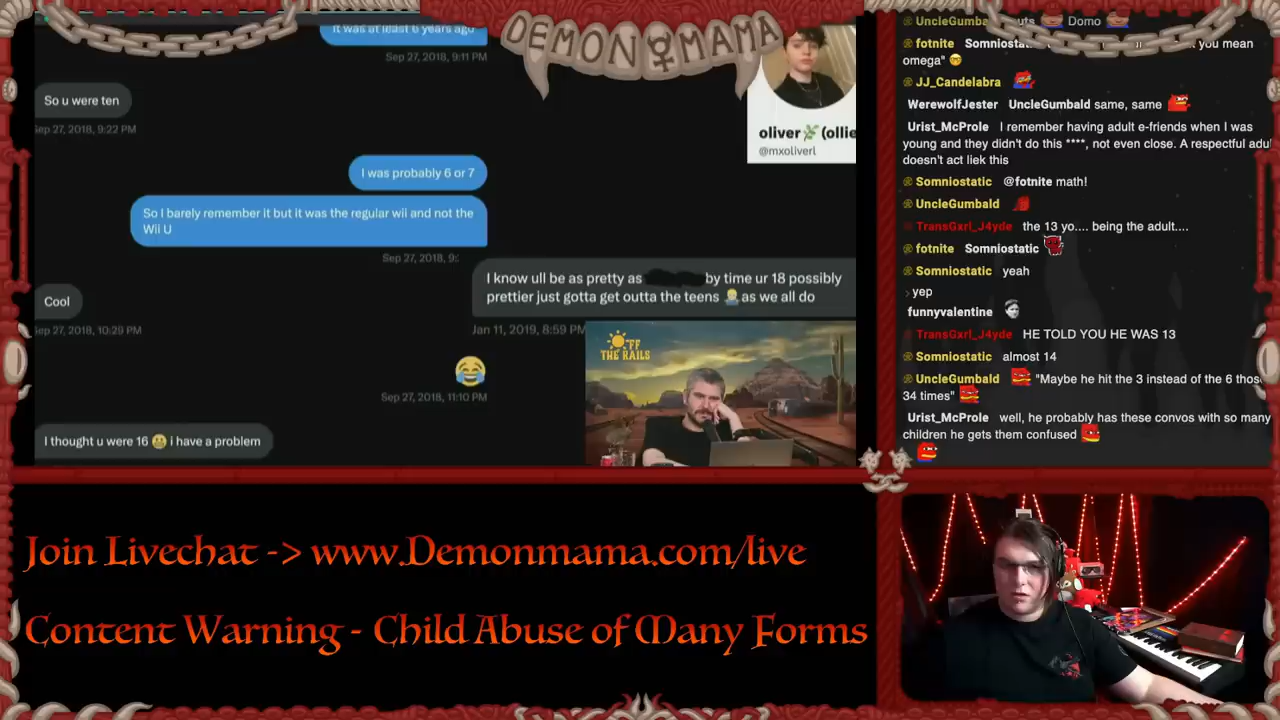 It was at least 6 years ago
Sep 27, 2018, 9:11 PM
So u were ten
Sep 27, 2018, 9:22 PM
I was probably 6 or 7
So I barely remember it but it was the regular wii and not the
Wii U
Sep 27, 2018, 9:
Cool
Sep 27, 2018, 10:29 PM
I know ull be as pretty as by time ur 18 possibly
prettier just gotta get outta the teens 🤷‍♂️ as we all do
Jan 11, 2019, 8:59 PM
😂
Sep 27, 2018, 11:10 PM
I thought u were 16 😬 i have a problem
DEMON MAMA
oliver 🌿 (ollie
@mxoliverl
OFF
THE RAILS
UncleGumba Domo
fotnite Somniosta you mean
omega" 🤓
JJ_Candelabra
WerewolfJester UncleGumbald same, same
Urist_McProle I remember having adult e-friends when I was
young and they didn't do this ****, not even close. A respectful adu
doesn't act liek this
Somniostatic @fotnite math!
UncleGumbald
TransGxrl_J4yde the 13 yo.... being the adult....
fotnite Somniostatic
Somniostatic yeah
yep
funnyvalentine
TransGxrl_J4yde HE TOLD YOU HE WAS 13
Somniostatic almost 14
UncleGumbald "Maybe he hit the 3 instead of the 6 thos
34 times"
Urist_McProle well, he probably has these convos with so many
children he gets them confused
Join Livechat -> www.Demonmama.com/live
Content Warning - Child Abuse of Many Forms